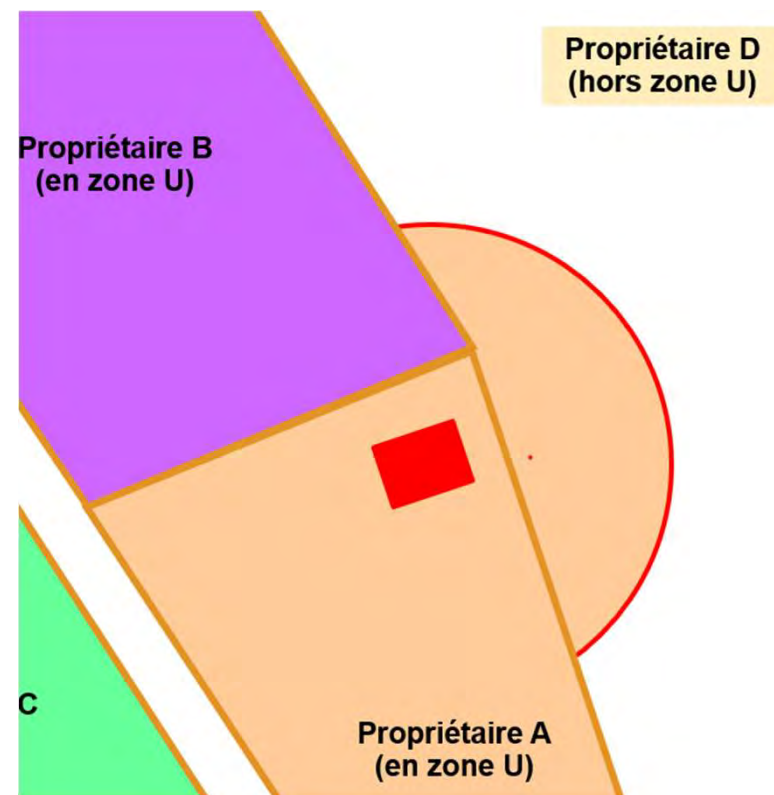 Propriétaire D
(hors zone U)
Propriétaire B
(en zone U)
C
Propriétaire A
(en zone U)